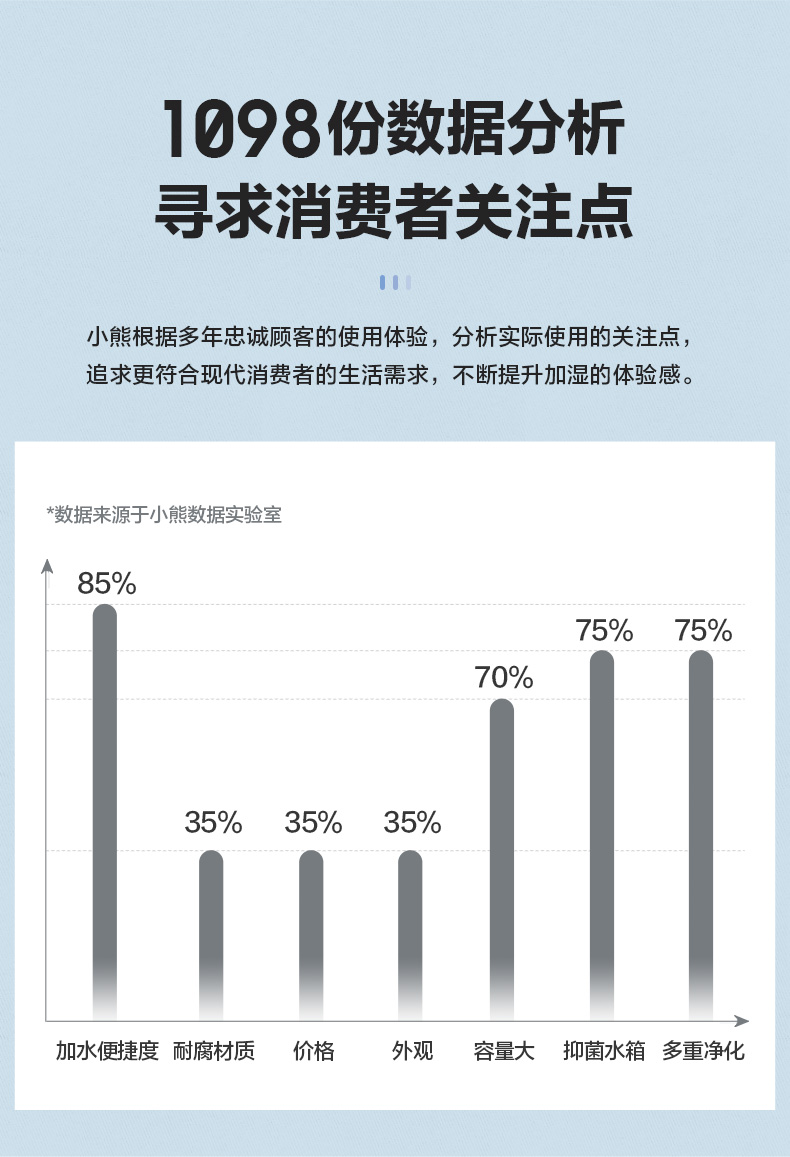 1098份数据分析
寻求消费者关注点
小熊根据多年忠诚顾客的使用体验，分析实际使用的关注点，
追求更符合现代消费者的生活需求，不断提升加湿的体验感。
*数据来源于小熊数据实验室
85%
75% 75%
70%
35% 35% 35%
加水便捷度 耐腐材质 价格 外观 容量大 抑菌水箱 多重净化